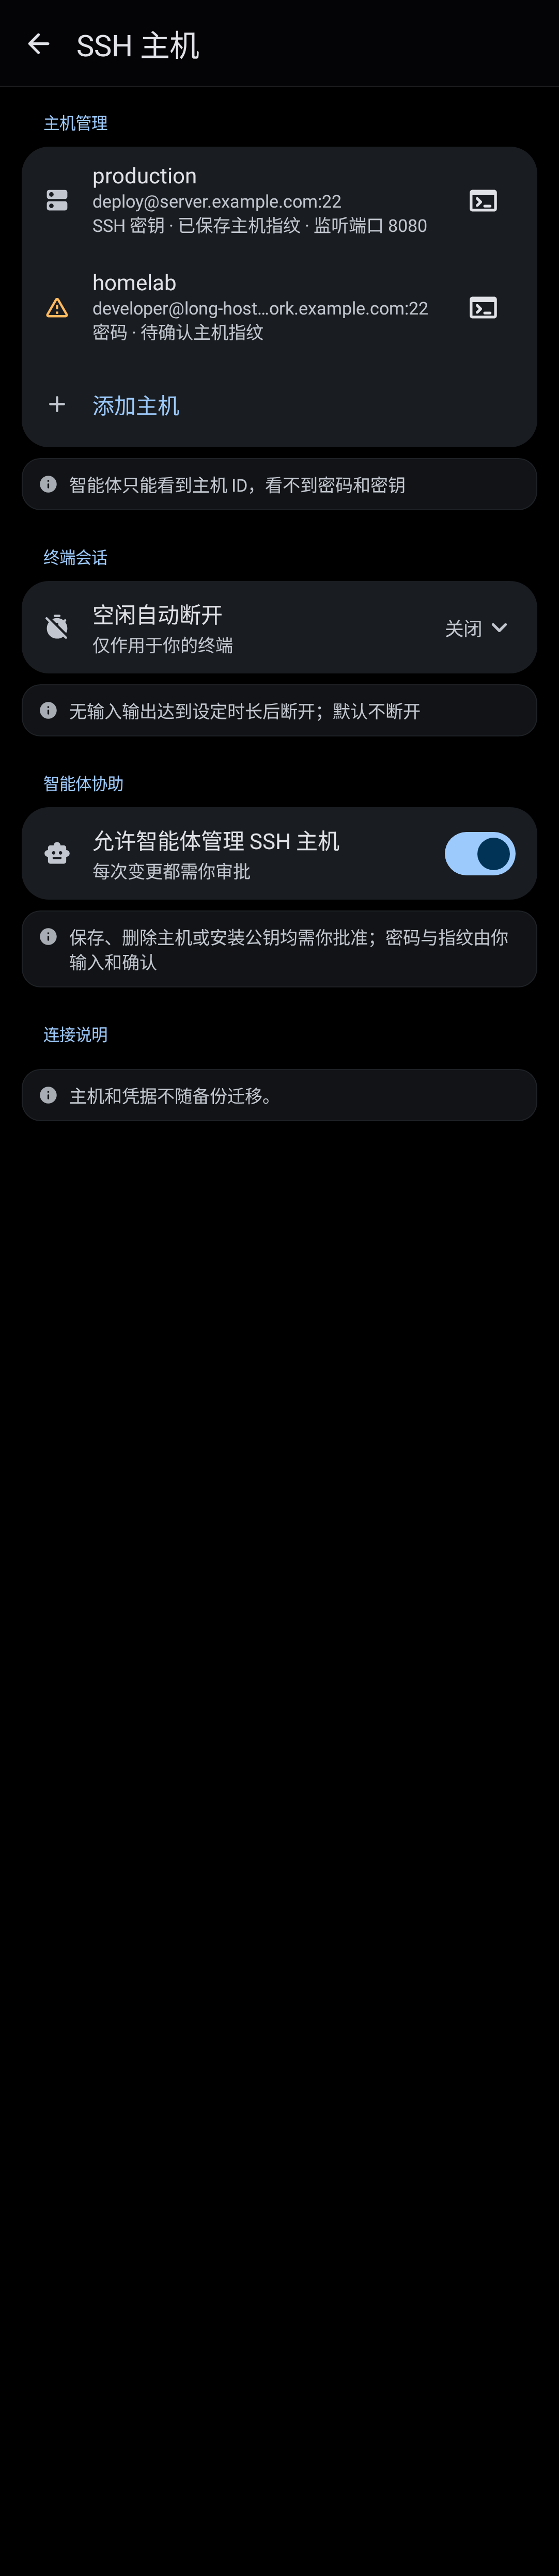 SSH 主机
主机管理
production
deploy@server.example.com:22
SSH 密钥 · 已保存主机指纹 · 监听端口 8080
homelab
developer@long-host…ork.example.com:22
密码 · 待确认主机指纹
添加主机
智能体只能看到主机 ID，看不到密码和密钥
终端会话
空闲自动断开
仅作用于你的终端
关闭
无输入输出达到设定时长后断开；默认不断开
智能体协助
允许智能体管理 SSH 主机
每次变更都需你审批
保存、删除主机或安装公钥均需你批准；密码与指纹由你
输入和确认
连接说明
主机和凭据不随备份迁移。